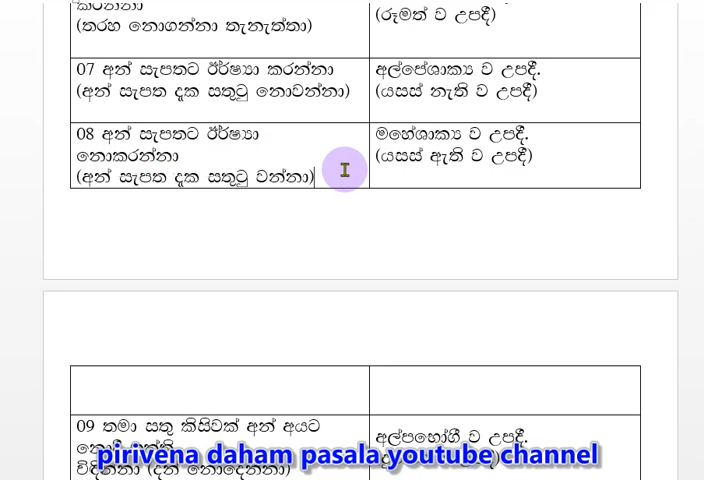 කරන්නා
(තරහ නොගන්නා තැනැත්තා)
(රූමත් ව උපදී)
07 අන් සැපතට ඊර්ෂ්‍යා කරන්නා
(අන් සැපත දැක සතුටු නොවන්නා)
අල්පේශාක්‍ය ව උපදී.
(යසස් නැති ව උපදී)
08 අන් සැපතට ඊර්ෂ්‍යා
නොකරන්නා
(අන් සැපත දැක සතුටු වන්නා)
මහේශාක්‍ය ව උපදී.
(යසස් ඇති ව උපදී)
09 තමා සතු කිසිවක් අන් අයට
විඳින්නා (දන් නොදෙන්නා)
අල්පභෝගී ව උපදී.
pirivena daham pasala youtube channel